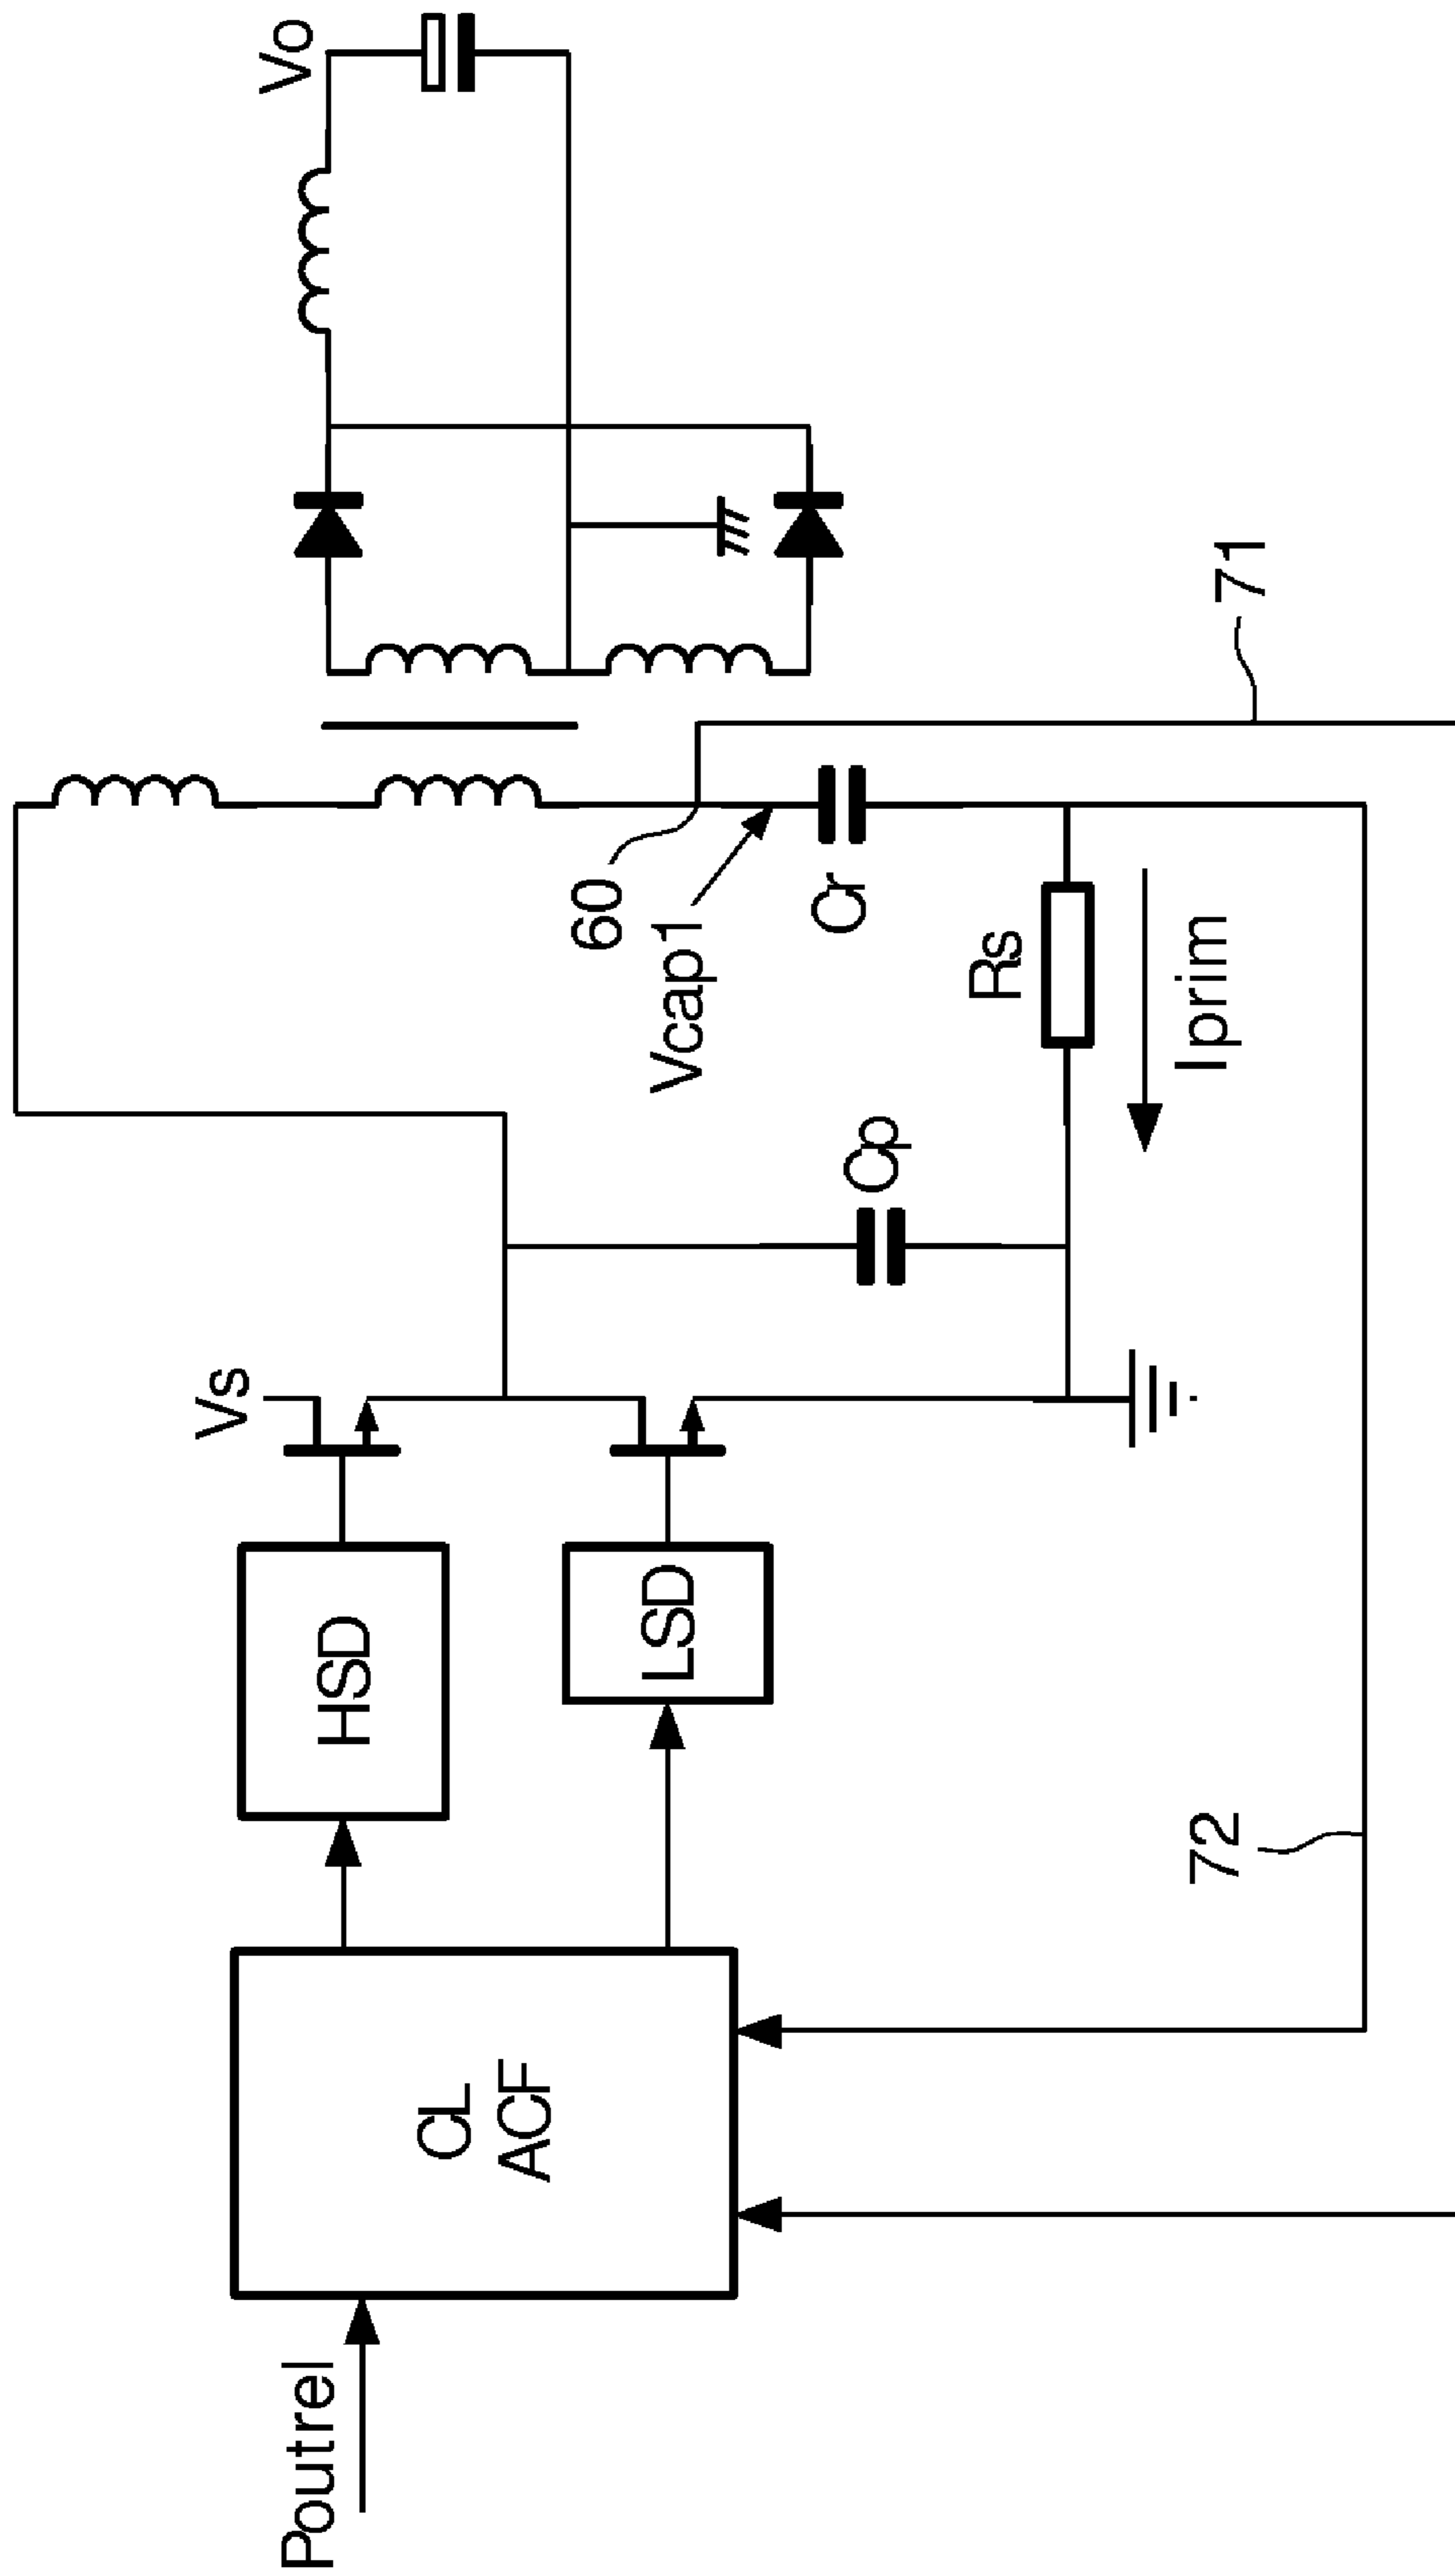 Poutrel
CL
ACF
HSD
LSD
Vs
Cp
Rs
Iprim
Cr
Vcap1
60
71
72
Vo